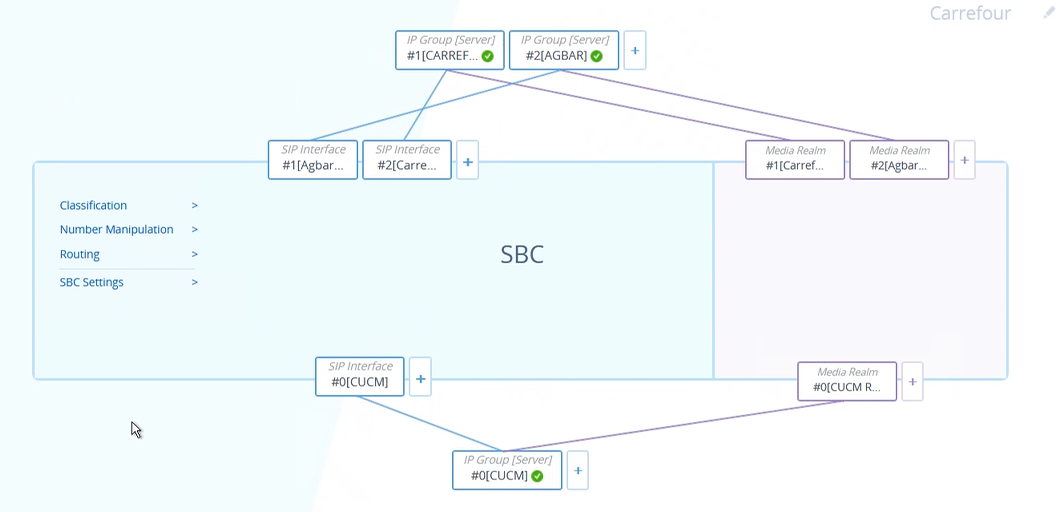 Carrefour
IP Group [Server]
#1[CARREF...
IP Group [Server]
#2[AGBAR]
+
SIP Interface
#1[Agbar...
SIP Interface
#2[Carre...
+
Media Realm
#1[Carref...
Media Realm
#2[Agbar...
+
Classification >
Number Manipulation >
Routing >
SBC Settings >
SBC
SIP Interface
#0[CUCM]
+
Media Realm
#0[CUCM R...
+
IP Group [Server]
#0[CUCM]
+